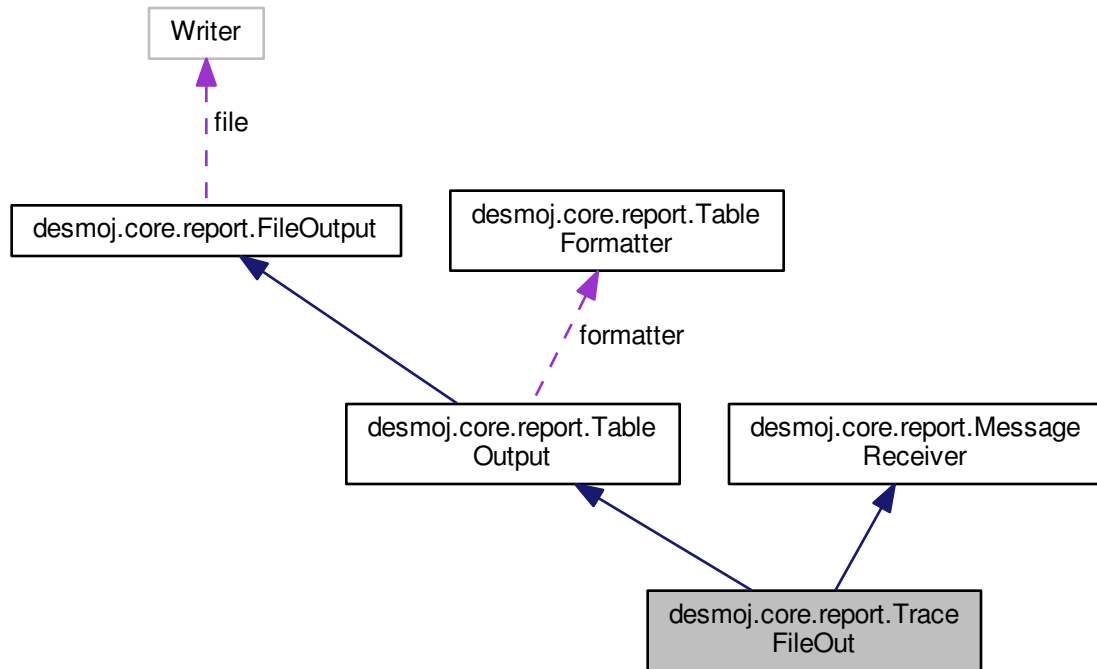 Writer
file
desmoj.core.report.FileOutput
desmoj.core.report.Table
Formatter
formatter
desmoj.core.report.Table
Output
desmoj.core.report.Message
Receiver
desmoj.core.report.Trace
FileOut